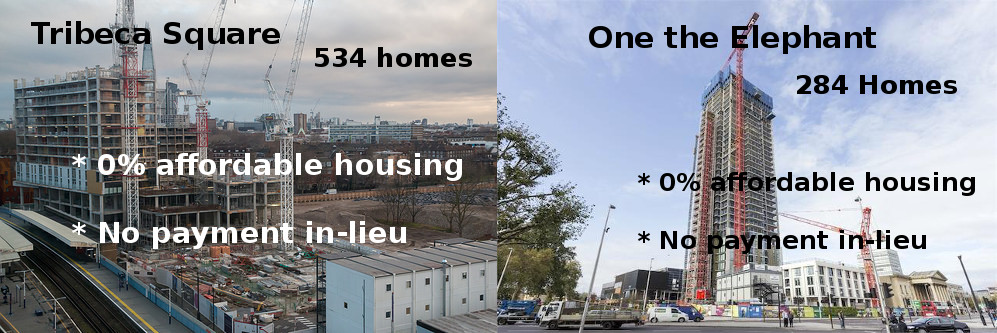 Tribeca Square
534 homes
* 0% affordable housing
* No payment in-lieu
One the Elephant
284 Homes
* 0% affordable housing
* No payment in-lieu